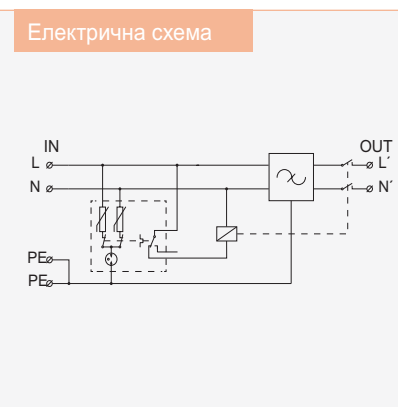 Електрична схема
IN OUT
L L´
N N´
PE
PE